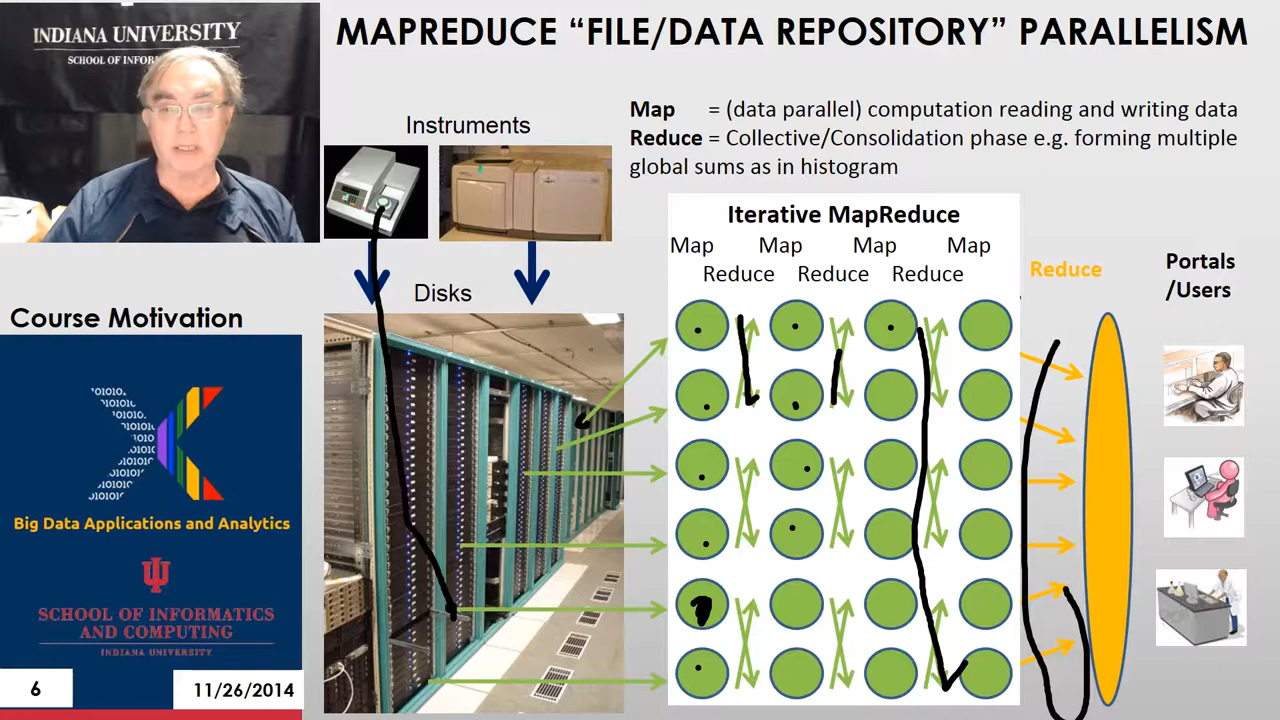 INDIANA UNIVERSITY
MAPREDUCE “FILE/DATA REPOSITORY” PARALLELISM
Map = (data parallel) computation reading and writing data
Reduce = Collective/Consolidation phase e.g. forming multiple
global sums as in histogram
Instruments
Disks
Iterative MapReduce
Map Map Map Map
Reduce Reduce Reduce
Reduce
Portals
/Users
Course Motivation
Big Data Applications and Analytics
SCHOOL OF INFORMATICS
AND COMPUTING
INDIANA UNIVERSITY
6
11/26/2014